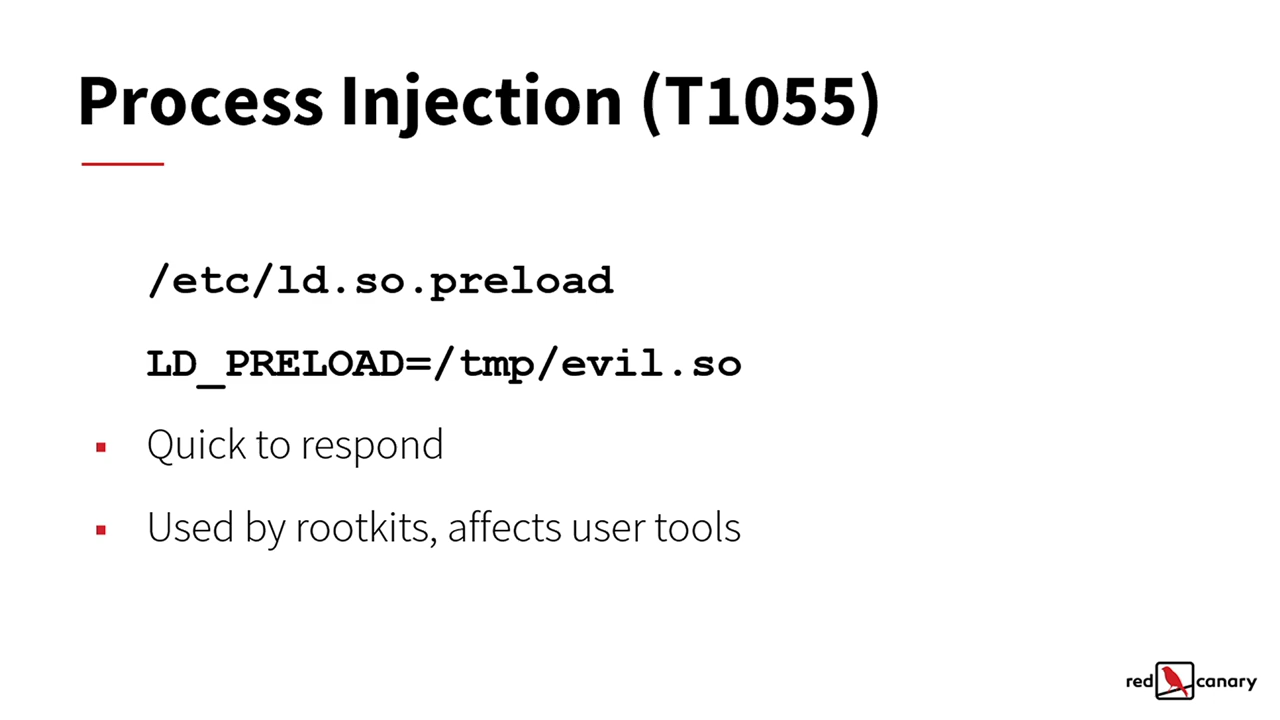 Process Injection (T1055)
/etc/ld.so.preload
LD_PRELOAD=/tmp/evil.so
Quick to respond
Used by rootkits, affects user tools
red canary